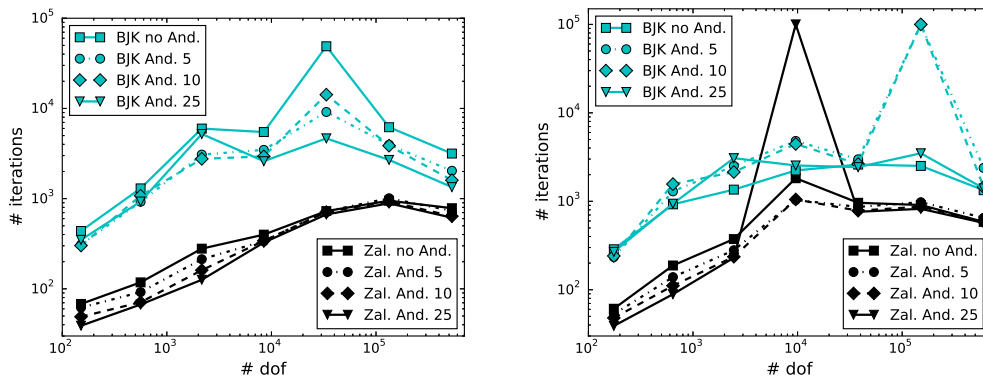 10^5
10^4
10^3
10^2
# iterations
BJK no And.
BJK And. 5
BJK And. 10
BJK And. 25
Zal. no And.
Zal. And. 5
Zal. And. 10
Zal. And. 25
10^2
10^3
10^4
10^5
# dof
10^5
10^4
10^3
10^2
# iterations
BJK no And.
BJK And. 5
BJK And. 10
BJK And. 25
Zal. no And.
Zal. And. 5
Zal. And. 10
Zal. And. 25
10^2
10^3
10^4
10^5
# dof